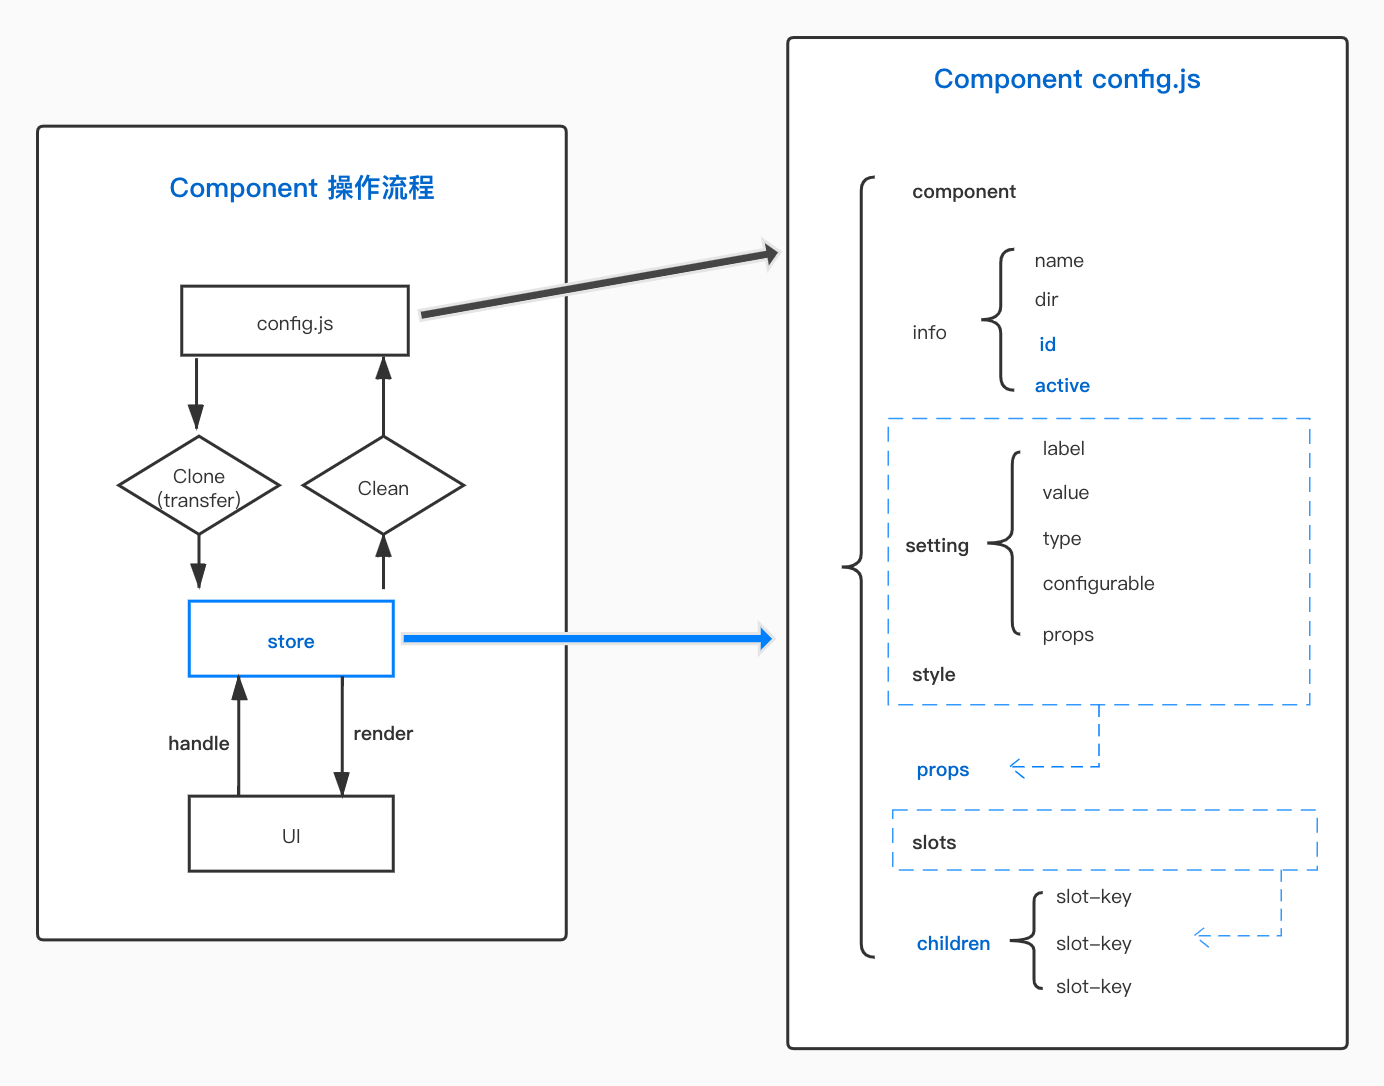 Component 操作流程
config.js
Clone
(transfer)
Clean
store
handle
render
UI
Component config.js
component
info
name
dir
id
active
setting
label
value
type
configurable
props
style
props
slots
children
slot-key
slot-key
slot-key